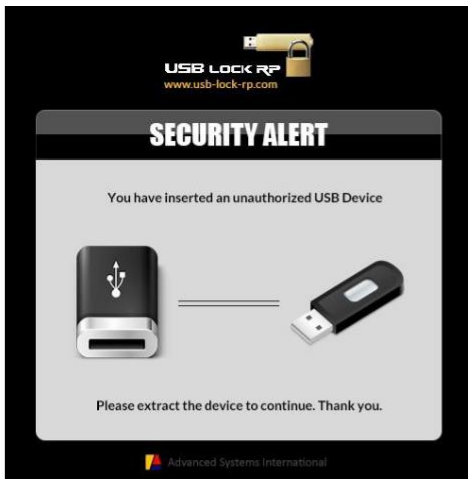 USB LOCK RP
www.usb-lock-rp.com
SECURITY ALERT
You have inserted an unauthorized USB Device
Please extract the device to continue. Thank you.
Advanced Systems International